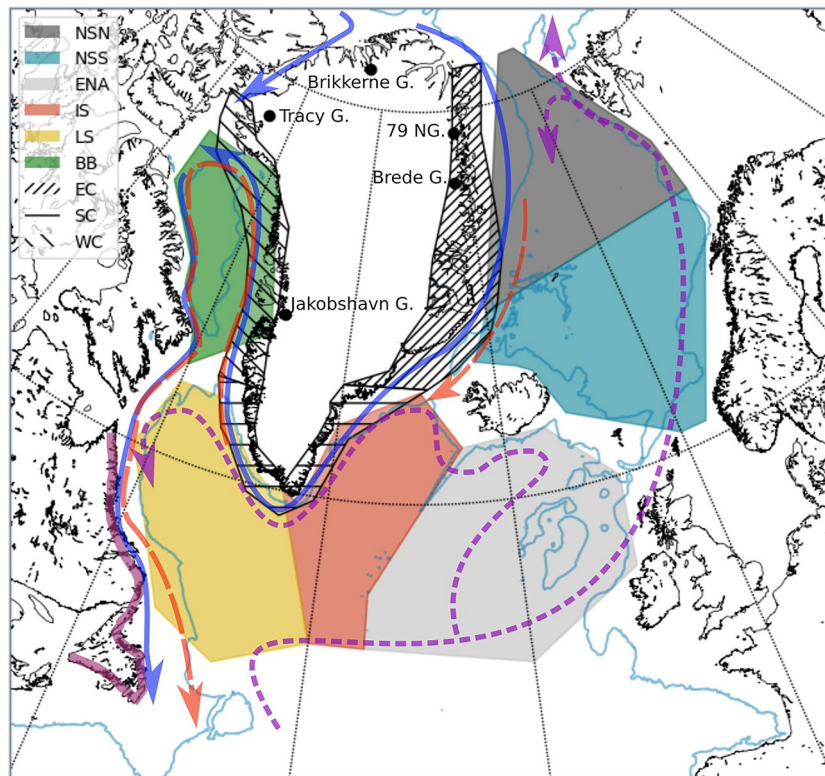 NSN
NSS
ENA
IS
LS
BB
EC
SC
WC
Brikkerne G.
Tracy G.
79 NG.
Brede G.
Jakobshavn G.